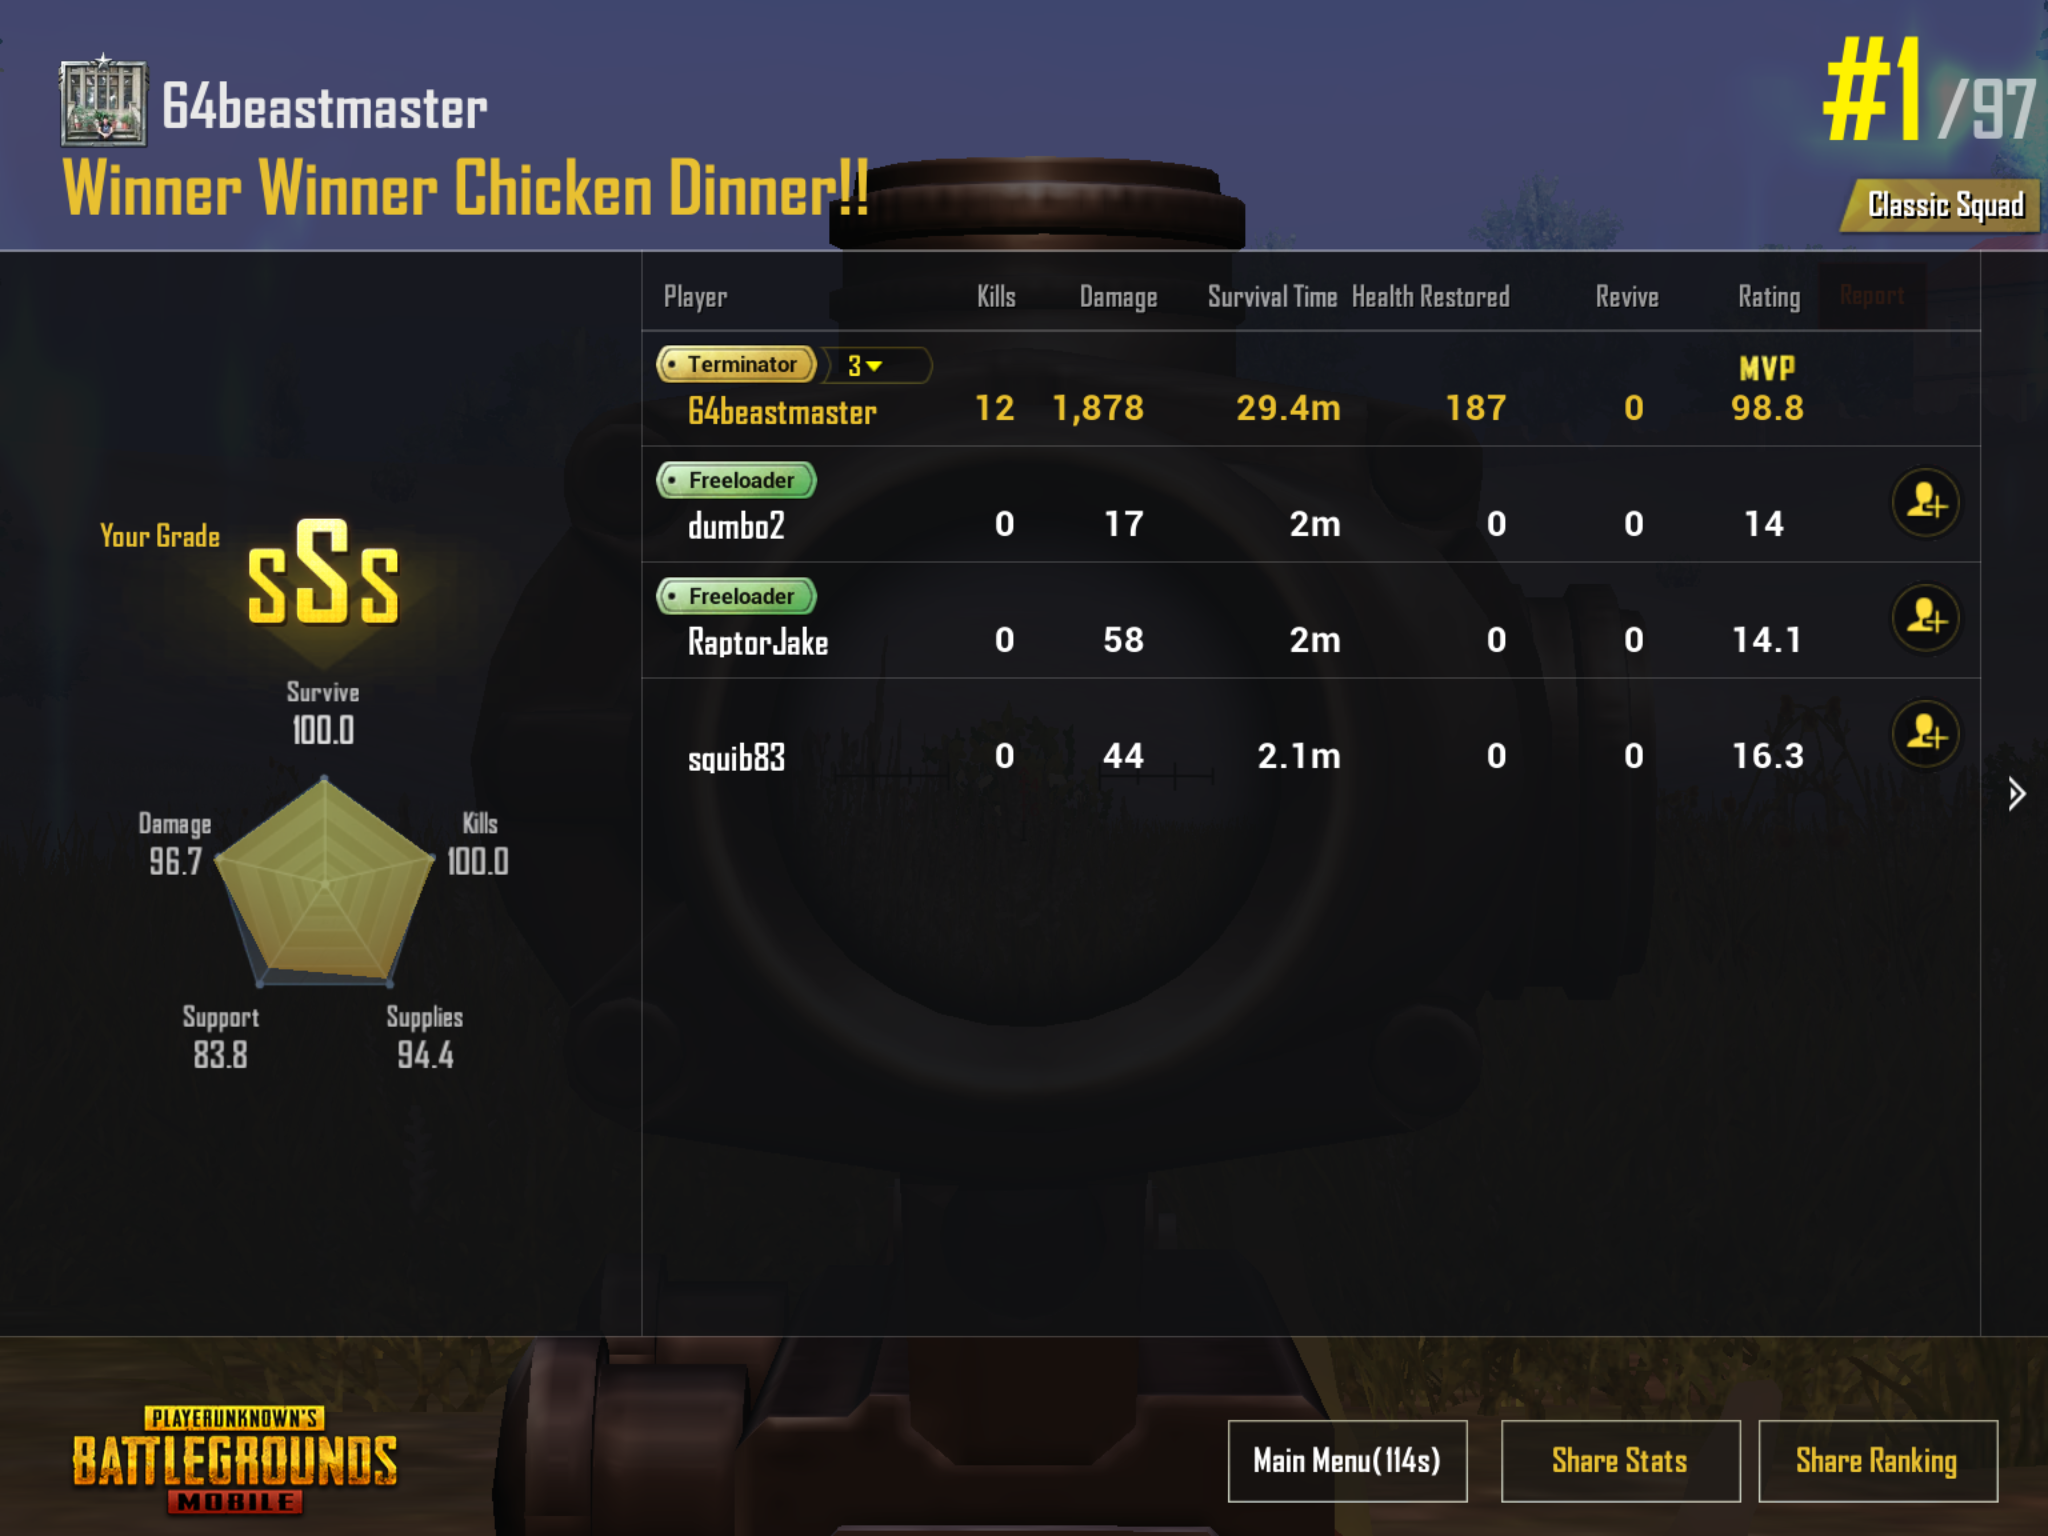 64beastmaster
#1/97
Winner Winner Chicken Dinner!!
Classic Squad
Player Kills Damage Survival Time Health Restored Revive Rating Report
Terminator 3 MVP
64beastmaster 12 1,878 29.4m 187 0 98.8
Freeloader
dumbo2 0 17 2m 0 0 14
Freeloader
RaptorJake 0 58 2m 0 0 14.1
squib83 0 44 2.1m 0 0 16.3
Your Grade SSS
Survive
100.0
Damage Kills
96.7 100.0
Support Supplies
83.8 94.4
PLAYERUNKNOWN'S
BATTLEGROUNDS
MOBILE
Main Menu(114s) Share Stats Share Ranking